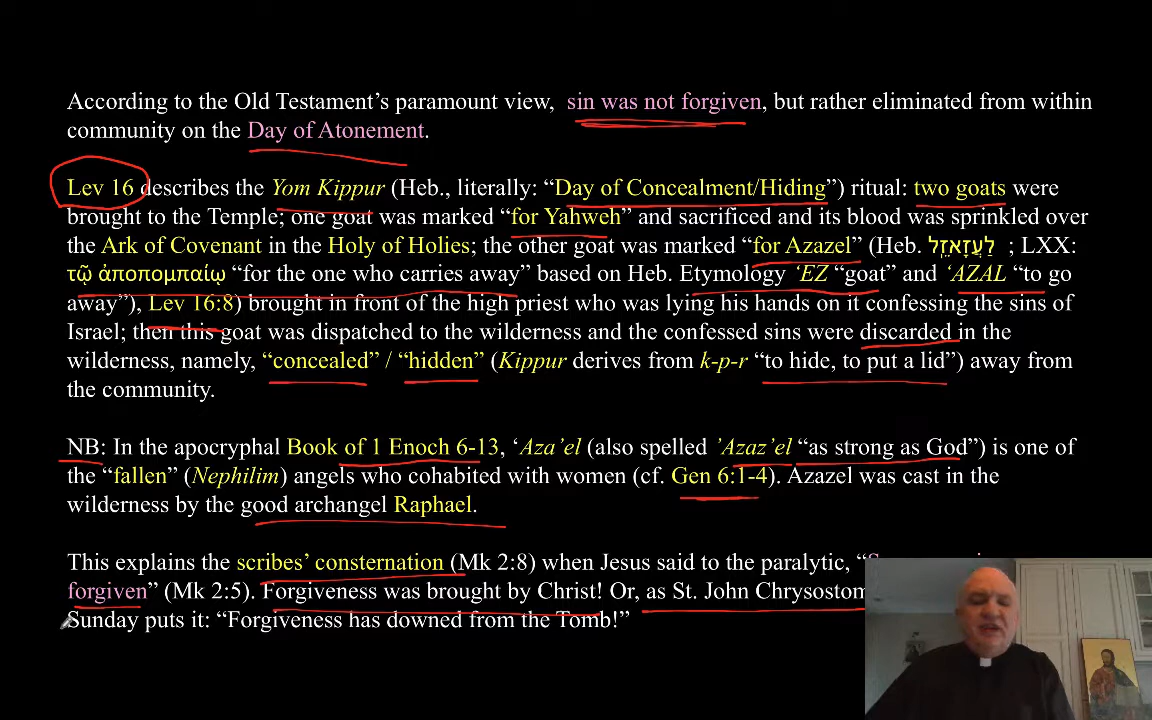 According to the Old Testament’s paramount view, sin was not forgiven, but rather eliminated from within
community on the Day of Atonement.
Lev 16 describes the Yom Kippur (Heb., literally: “Day of Concealment/Hiding”) ritual: two goats were
brought to the Temple; one goat was marked “for Yahweh” and sacrificed and its blood was sprinkled over
the Ark of Covenant in the Holy of Holies; the other goat was marked “for Azazel” (Heb. לַעֲזָאזֵֽל ; LXX:
τῷ ἀποπομπαίῳ “for the one who carries away” based on Heb. Etymology ‘EZ “goat” and ‘AZAL “to go
away”), Lev 16:8) brought in front of the high priest who was lying his hands on it confessing the sins of
Israel; then this goat was dispatched to the wilderness and the confessed sins were discarded in the
wilderness, namely, “concealed” / “hidden” (Kippur derives from k-p-r “to hide, to put a lid”) away from
the community.
NB: In the apocryphal Book of 1 Enoch 6-13, ‘Aza’el (also spelled ’Azaz’el “as strong as God”) is one of
the “fallen” (Nephilim) angels who cohabited with women (cf. Gen 6:1-4). Azazel was cast in the
wilderness by the good archangel Raphael.
This explains the scribes’ consternation (Mk 2:8) when Jesus said to the paralytic, “
forgiven” (Mk 2:5). Forgiveness was brought by Christ! Or, as St. John Chrysostom
Sunday puts it: “Forgiveness has downed from the Tomb!”